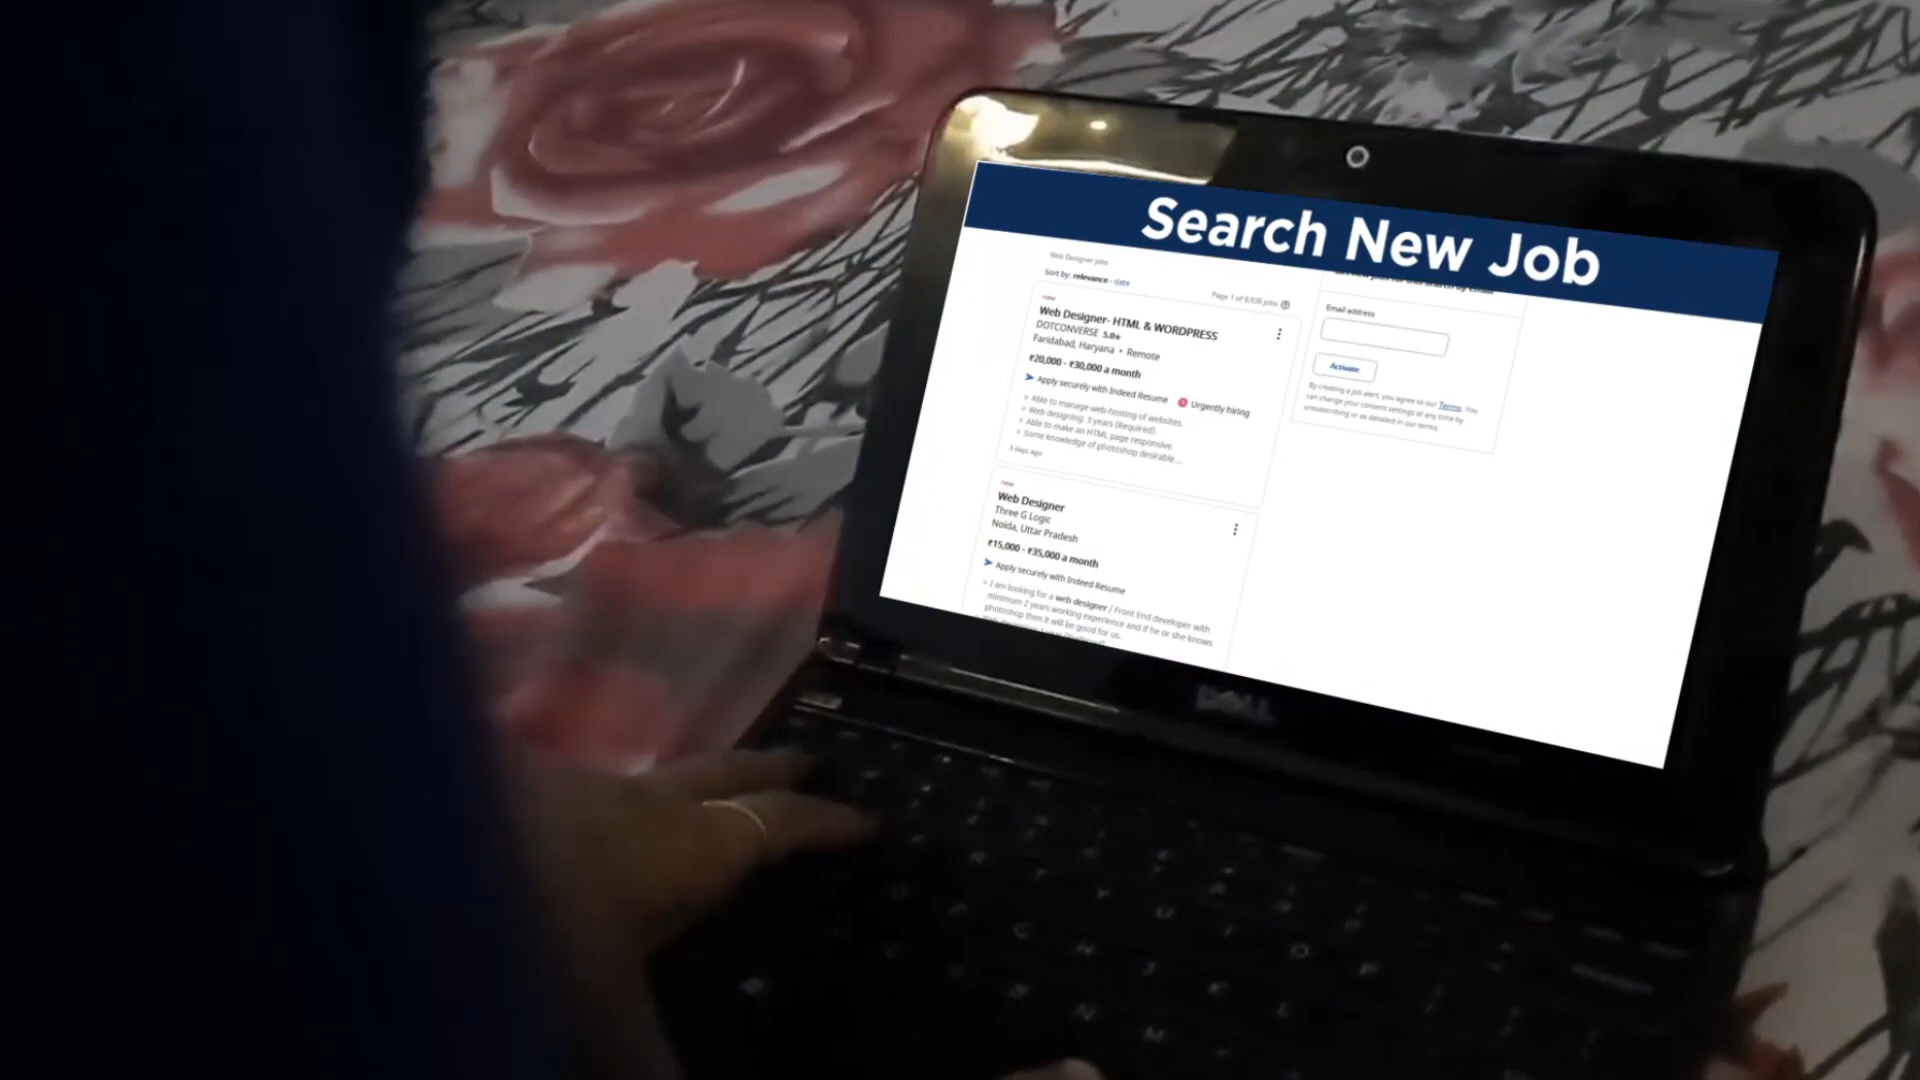 Search New Job
Web Designer jobs
Sort by: relevance - date
Page 1 of 9,938 jobs
new
Web Designer- HTML & WORDPRESS
DOTCONVERSE 5.0★
Faridabad, Haryana • Remote
₹20,000 - ₹30,000 a month
Apply securely with Indeed Resume
Urgently hiring
Able to manage web-hosting of websites.
Web designing: 3 years (Required).
Able to make an HTML page responsive.
Some knowledge of photoshop desirable...
3 days ago
new
Web Designer
Three G Logic
Noida, Uttar Pradesh
₹15,000 - ₹35,000 a month
Apply securely with Indeed Resume
I am looking for a web designer / Front End developer with
minimum 2 years working experience and if he or she knows
photoshop then it will be good for us.
Email address
Activate
By creating a job alert, you agree to our Terms. You
can change your consent settings at any time by
unsubscribing or as detailed in our terms.
DELL